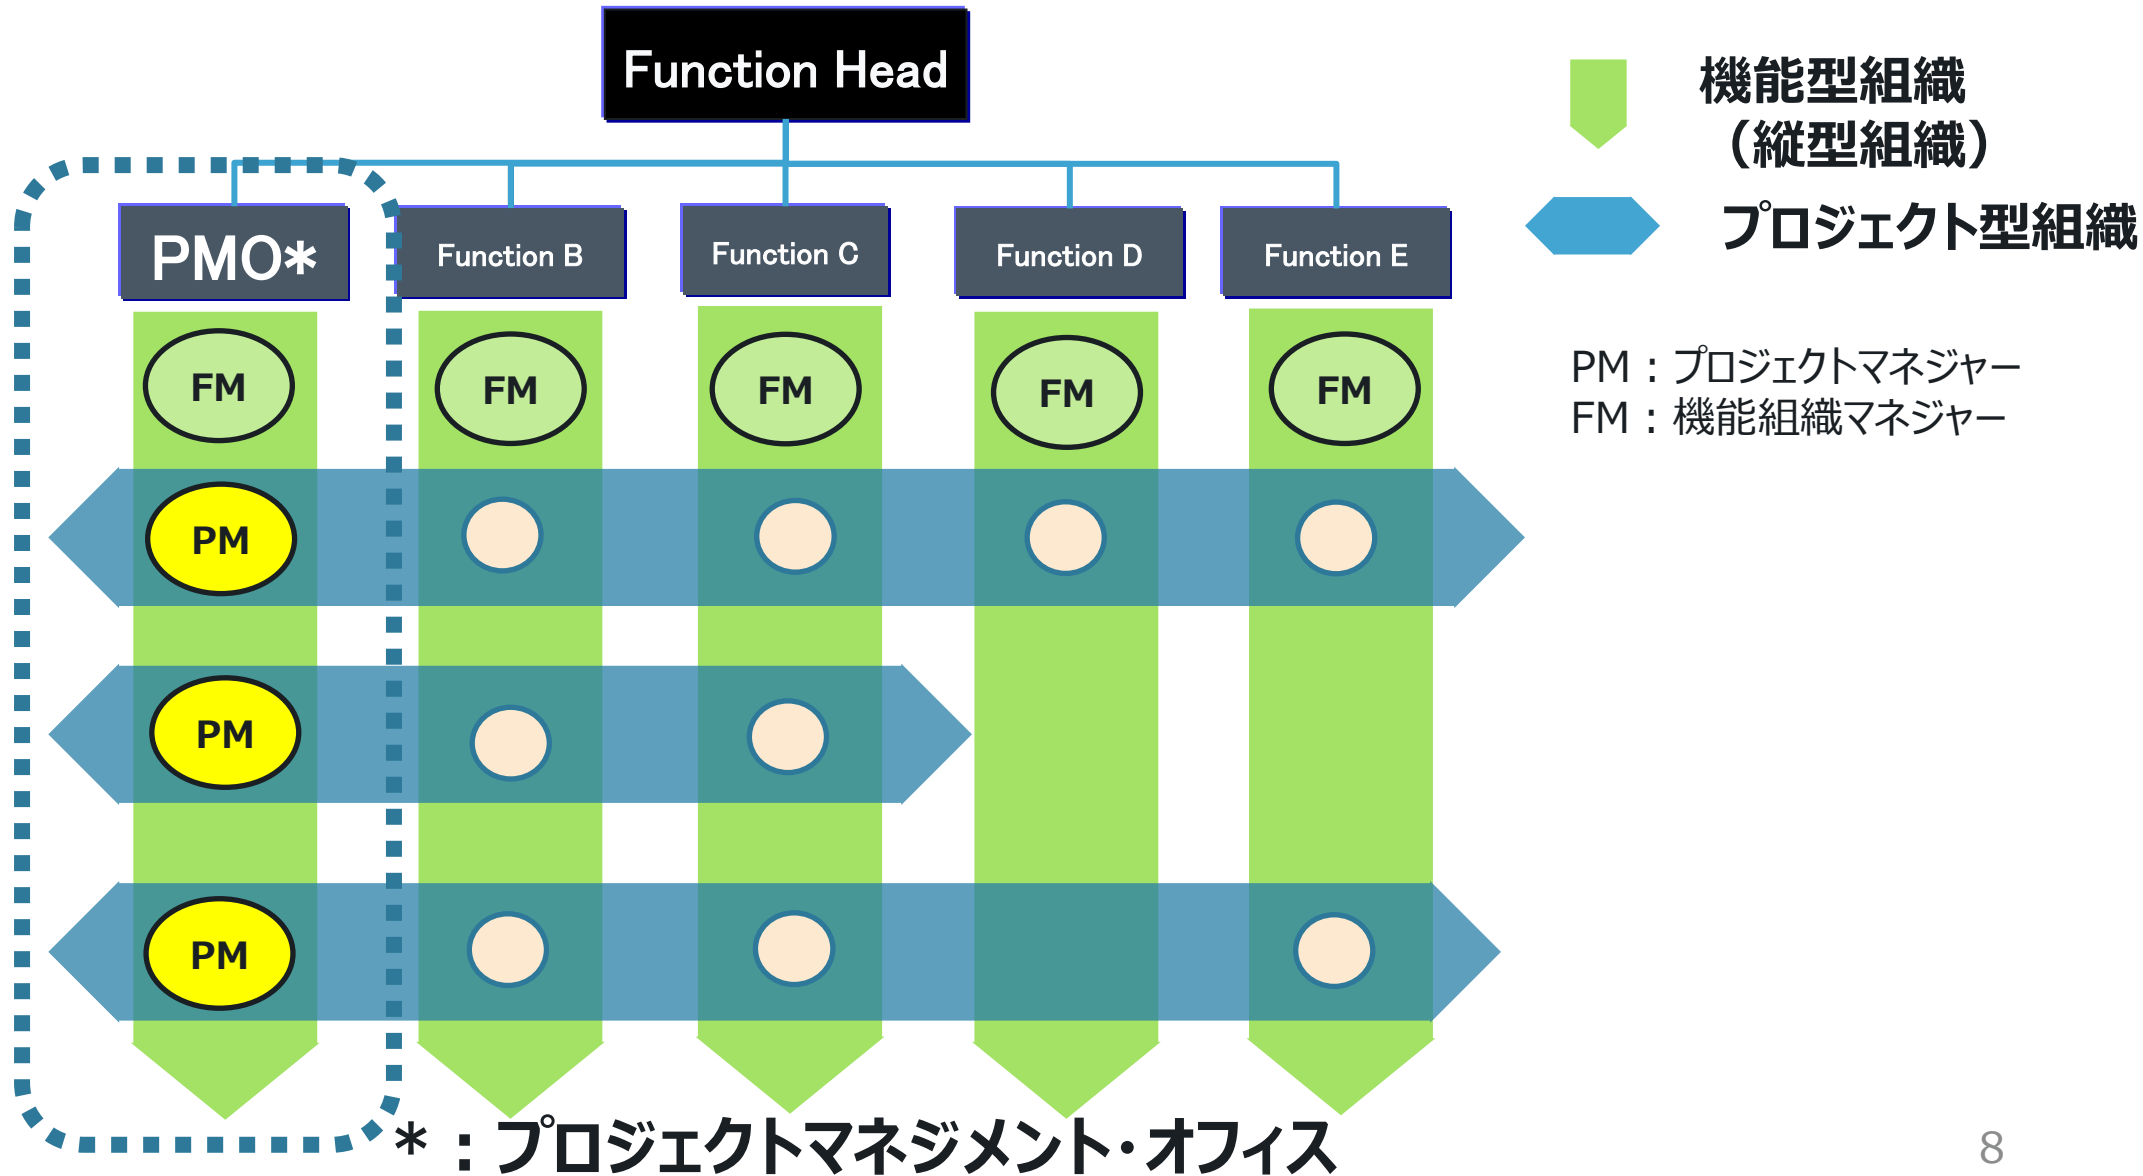 Function Head
PMO*
Function B
Function C
Function D
Function E
FM
FM
FM
FM
FM
PM
PM
PM
機能型組織
（縦型組織）
プロジェクト型組織
PM：プロジェクトマネジャー
FM：機能組織マネジャー
*：プロジェクトマネジメント・オフィス
8